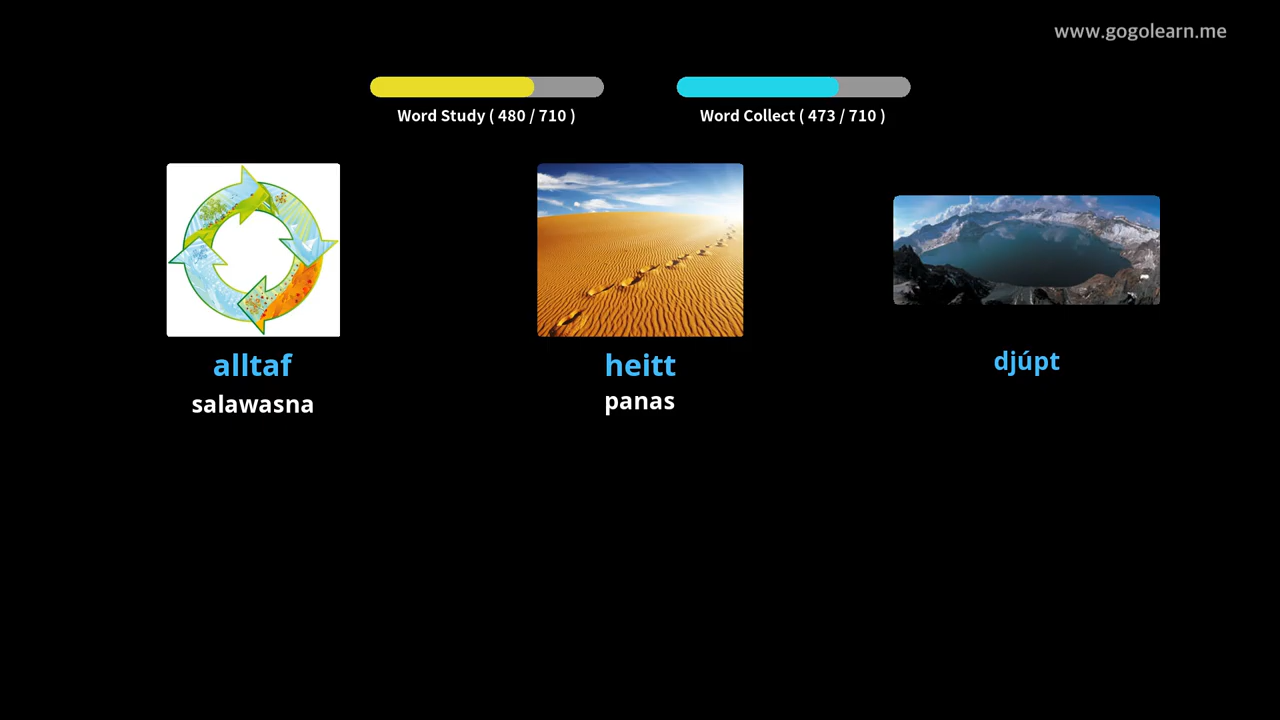 www.gogolearn.me
Word Study ( 480 / 710 )
Word Collect ( 473 / 710 )
alltaf
heitt
djúpt
salawasna
panas